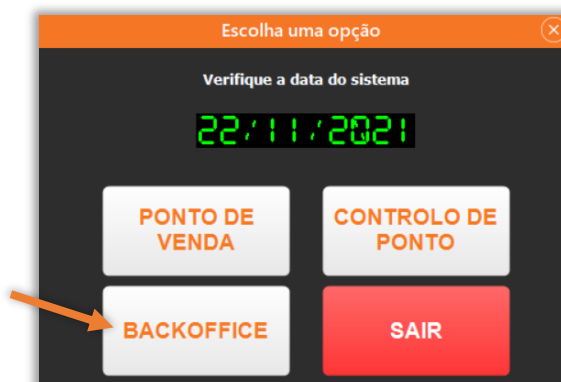 Escolha uma opção
Verifique a data do sistema
22/11/2021
PONTO DE
VENDA
CONTROLO DE
PONTO
BACKOFFICE
SAIR